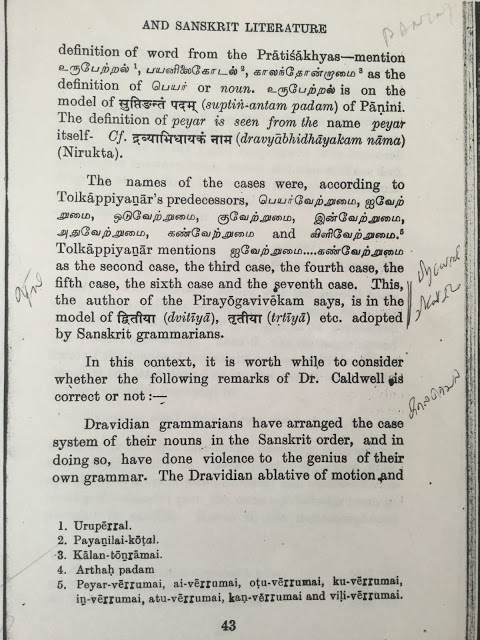 AND SANSKRIT LITERATURE
definition of word from the Prātiśākhyas—mention
உருபேற்றல் ¹, பயனிலைகோடல் ², காலந்தோன்றாமை ³ as the
definition of பெயர் or noun. உருபேற்றல் is on the
model of सुप्तिङन्तं पदम् (suptiṅ-antam padam) of Pāṇini.
The definition of peyar is seen from the name peyar
itself- Cf. द्रव्याभिधायकं नाम (dravyābhidhāyakam nāma)
(Nirukta).
The names of the cases were, according to
Tolkāppiyaṉār's predecessors, பெயர்வேற்றுமை, ஐவேற்
றுமை, ஒடுவேற்றுமை, குவேற்றுமை, இன்வேற்றுமை,
அதுவேற்றுமை, கண்வேற்றுமை and விளிவேற்றுமை.⁵
Tolkāppiyaṉār mentions ஐவேற்றுமை....கண்வேற்றுமை
as the second case, the third case, the fourth case, the
fifth case, the sixth case and the seventh case. This,
the author of the Pirayōgavivēkam says, is in the
model of द्वितीया (dvitīyā), तृतीया (tṛtīyā) etc. adopted
by Sanskrit grammarians.
In this context, it is worth while to consider
whether the following remarks of Dr. Caldwell is
correct or not :—
Dravidian grammarians have arranged the case
system of their nouns in the Sanskrit order, and in
doing so, have done violence to the genius of their
own grammar. The Dravidian ablative of motion and
1. Urupēṟṟal.
2. Payaṉilai-kōṭal.
3. Kālan-tōṉṟāmai.
4. Arthaḥ padam
5. Peyar-vēṟṟumai, ai-vēṟṟumai, oṭu-vēṟṟumai, ku-vēṟṟumai,
iṉ-vēṟṟumai, atu-vēṟṟumai, kaṇ-vēṟṟumai and viḷi-vēṟṟumai.
43